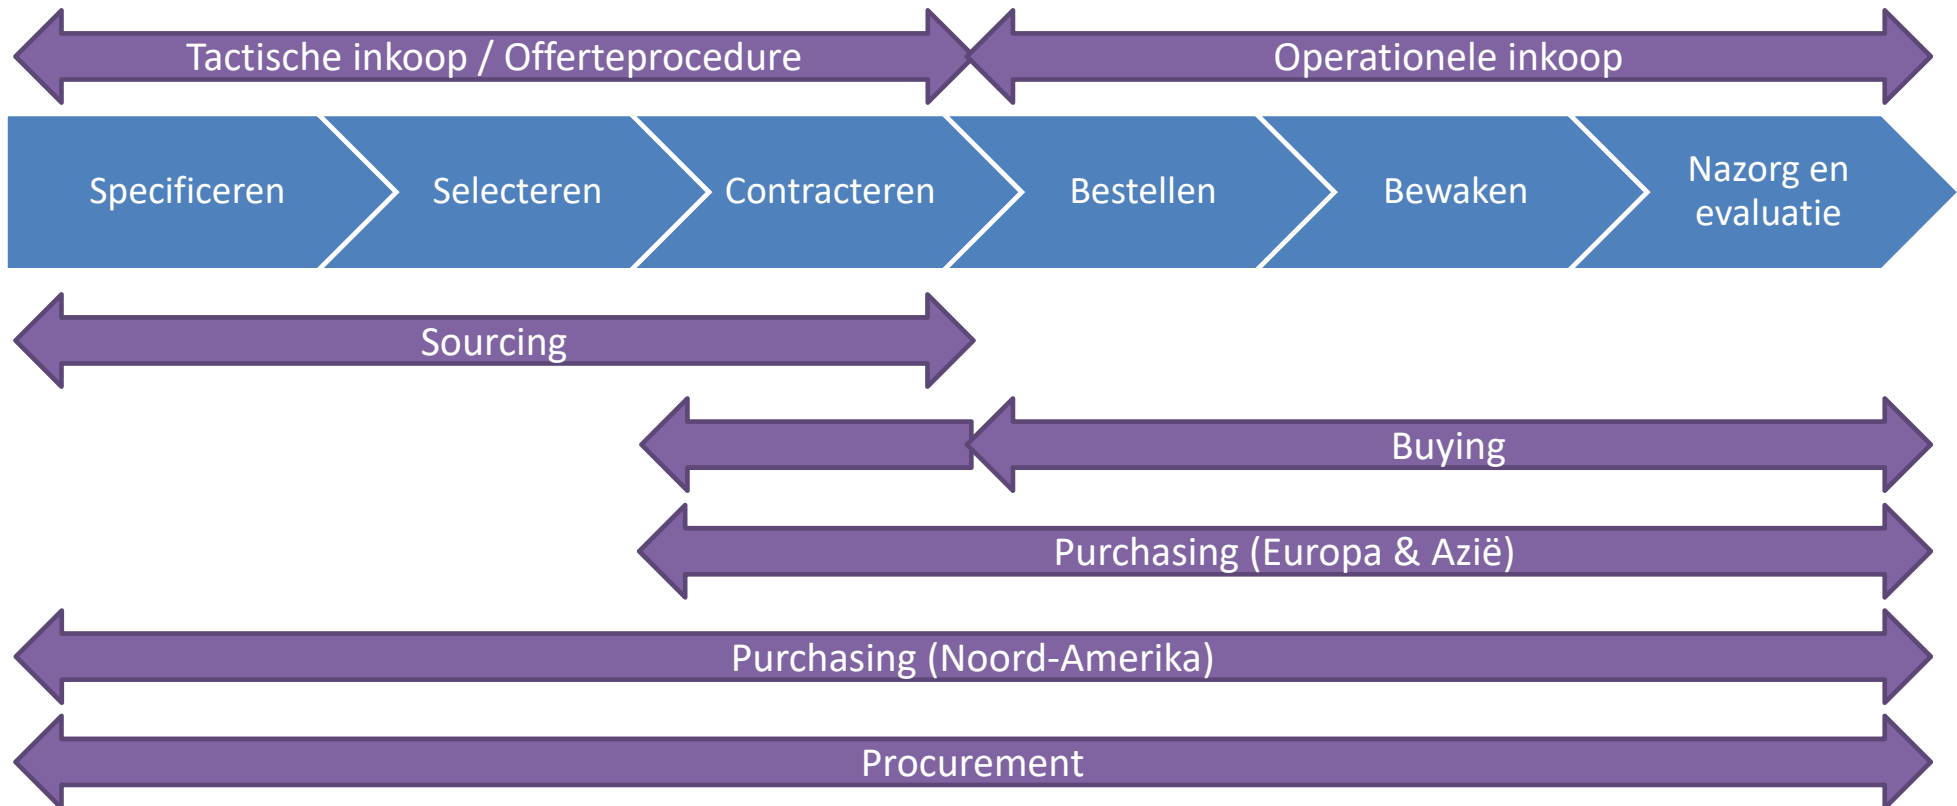 Tactische inkoop / Offerteprocedure
Operationele inkoop
Specificeren
Selecteren
Contracteren
Bestellen
Bewaken
Nazorg en
evaluatie
Sourcing
Buying
Purchasing (Europa & Azië)
Purchasing (Noord-Amerika)
Procurement